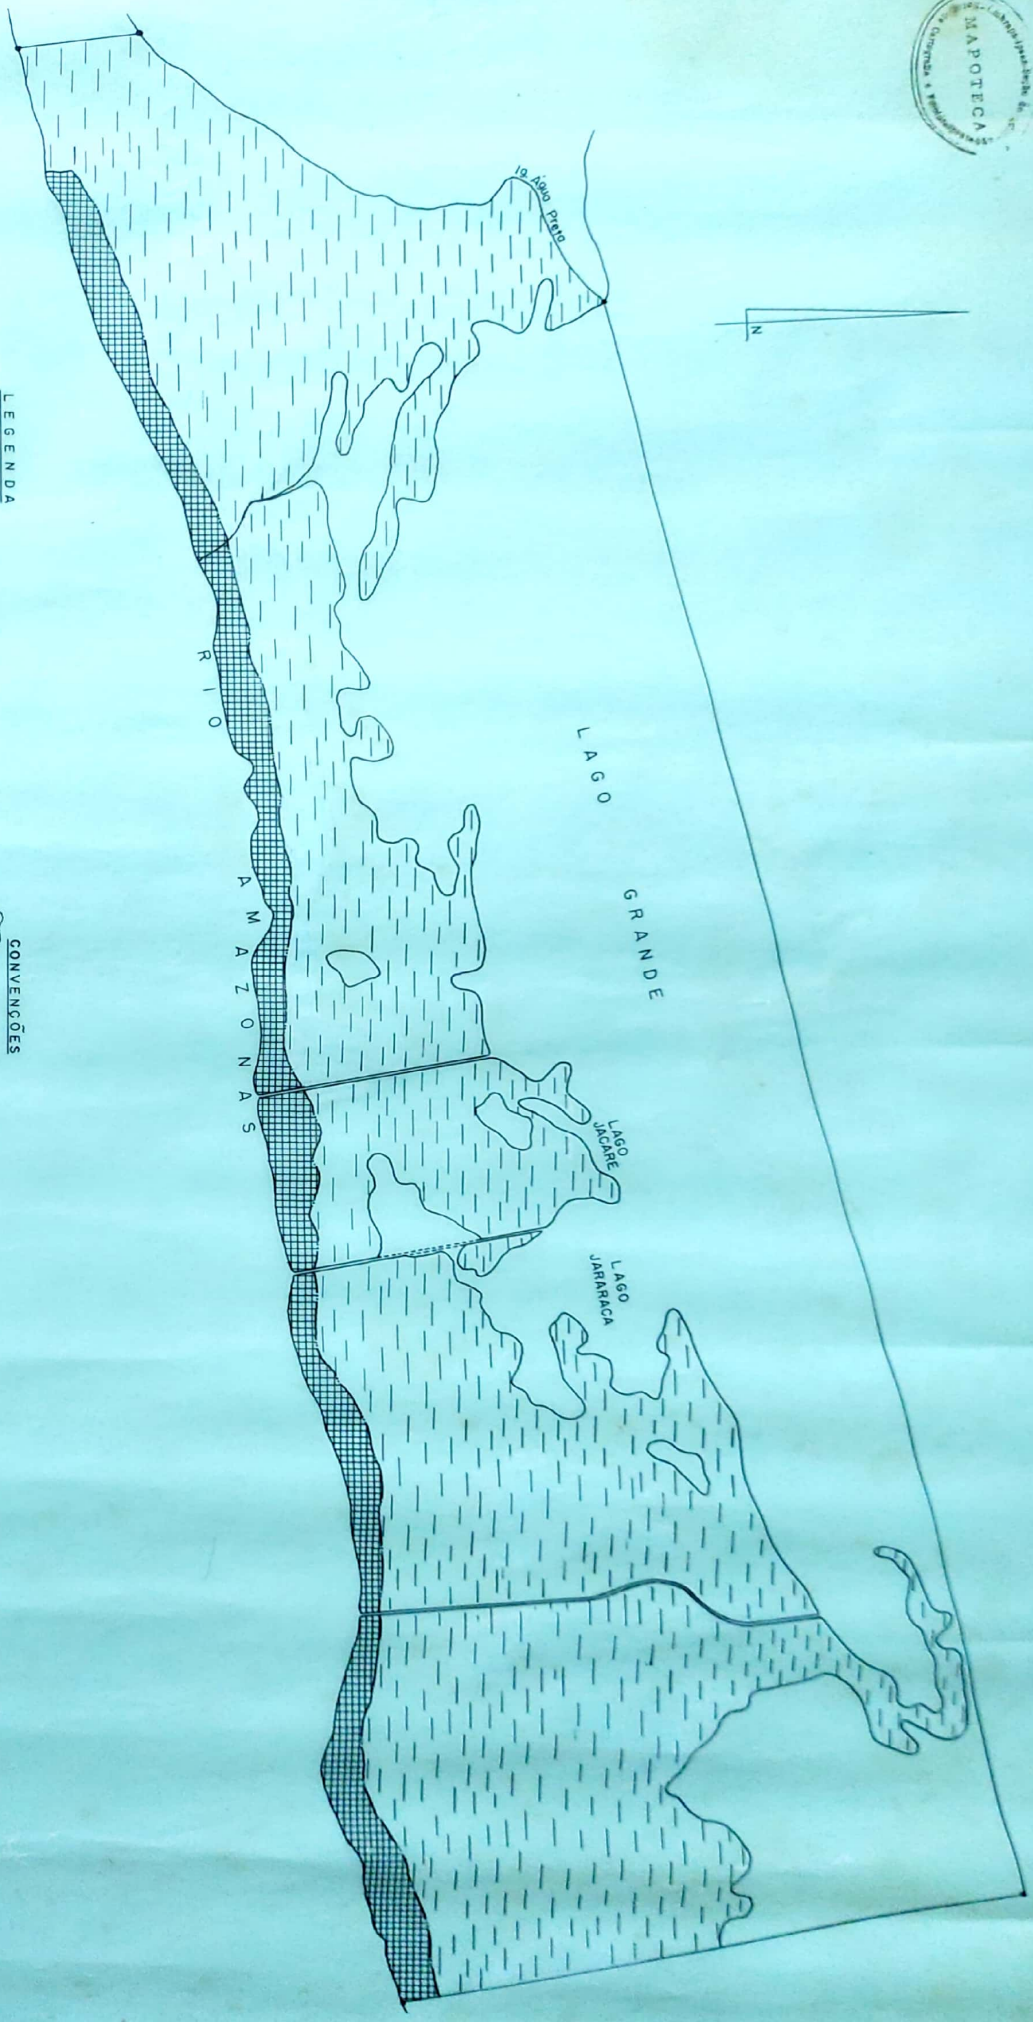 MAPOTECA
Ig. Água Preta
N
LAGO GRANDE
RIO AMAZONAS
LAGO
JACARÉ
LAGO
JARARACA
LEGENDA
CONVENÇÕES